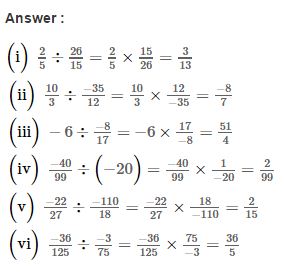 Answer :
(i) 2/5 ÷ 26/15 = 2/5 × 15/26 = 3/13
(ii) 10/3 ÷ -35/12 = 10/3 × 12/-35 = -8/7
(iii) -6 ÷ -8/17 = -6 × 17/-8 = 51/4
(iv) -40/99 ÷ (-20) = -40/99 × 1/-20 = 2/99
(v) -22/27 ÷ -110/18 = -22/27 × 18/-110 = 2/15
(vi) -36/125 ÷ -3/75 = -36/125 × 75/-3 = 36/5